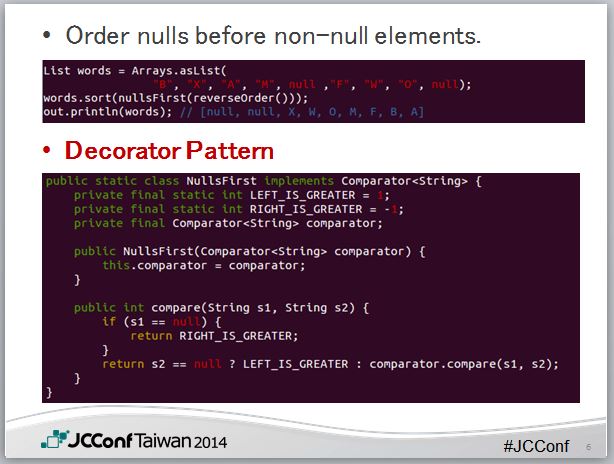 • Order nulls before non-null elements.
List words = Arrays.asList(
"B", "X", "A", "M", null ,"F", "W", "O", null);
words.sort(nullsFirst(reverseOrder()));
out.println(words); // [null, null, X, W, O, M, F, B, A]
• Decorator Pattern
public static class NullsFirst implements Comparator<String> {
private final static int LEFT_IS_GREATER = 1;
private final static int RIGHT_IS_GREATER = -1;
private final Comparator<String> comparator;
public NullsFirst(Comparator<String> comparator) {
this.comparator = comparator;
}
public int compare(String s1, String s2) {
if (s1 == null) {
return RIGHT_IS_GREATER;
}
return s2 == null ? LEFT_IS_GREATER : comparator.compare(s1, s2);
}
}
JCConf Taiwan 2014
#JCConf 6